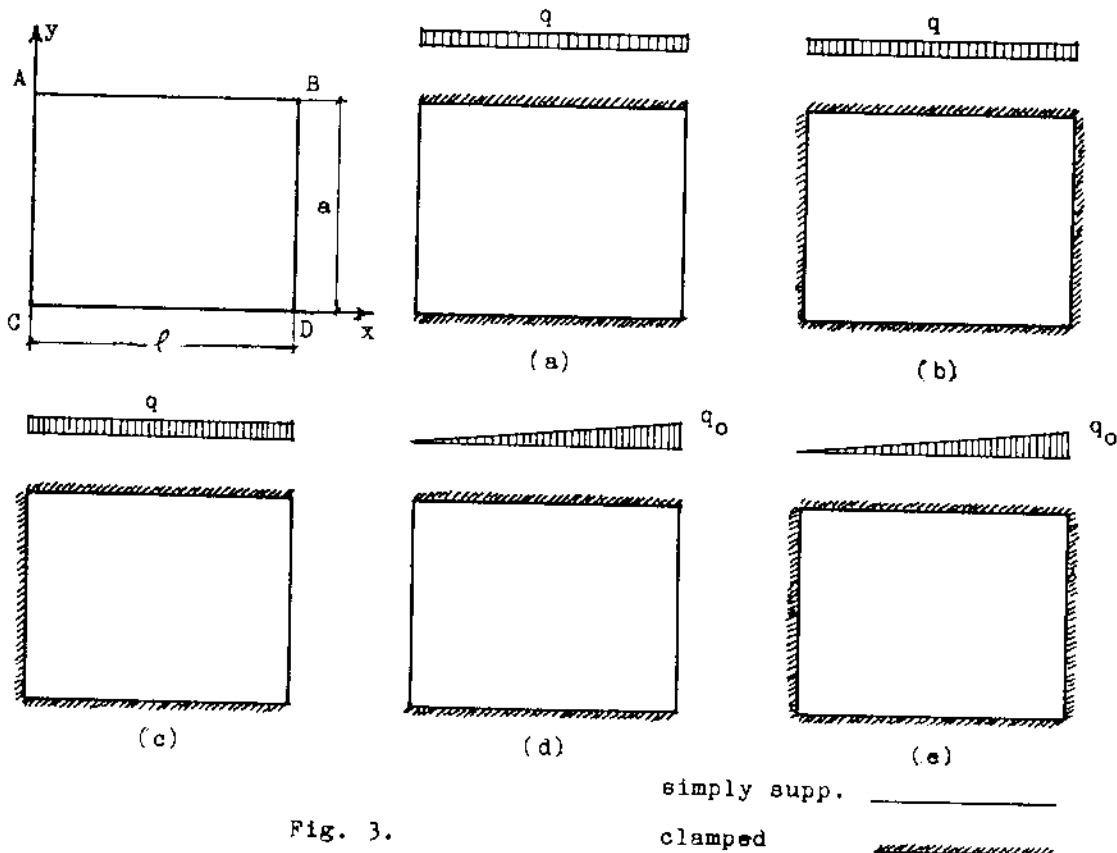 y
A
B
a
C
D
x
ℓ
q
(a)
q
(b)
q
(c)
q₀
(d)
q₀
(e)
simply supp.
clamped
Fig. 3.